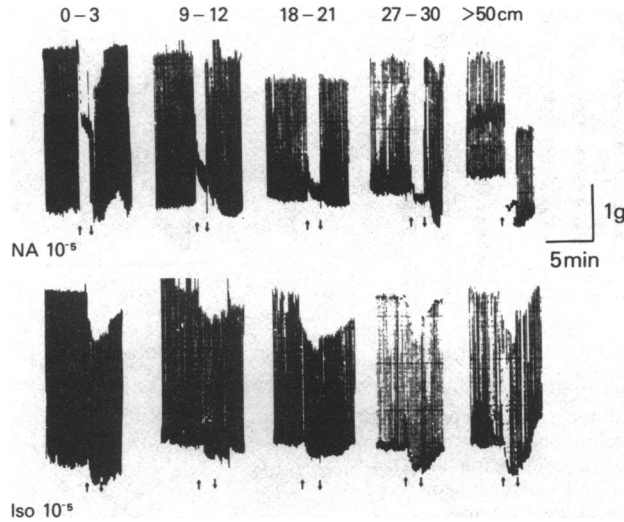 0–3 9–12 18–21 27–30 >50cm
1g
5min
NA 10⁻⁵
Iso 10⁻⁵